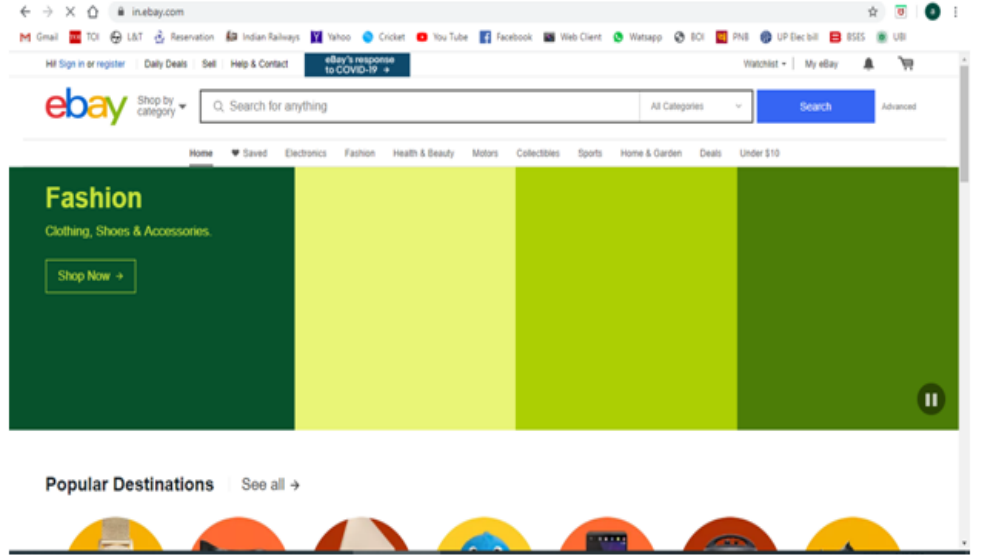 in.ebay.com
Gmail TOI L&T Reservation Indian Railways Yahoo Cricket You Tube Facebook Web Client Watsapp BOI PNB UP Elec bill BSES UBI
Hi! Sign in or register Daily Deals Sell Help & Contact eBay's response to COVID-19 → Watchlist My eBay
ebay Shop by category Search for anything All Categories Search Advanced
Home Saved Electronics Fashion Health & Beauty Motors Collectibles Sports Home & Garden Deals Under $10
Fashion
Clothing, Shoes & Accessories.
Shop Now →
Popular Destinations See all →